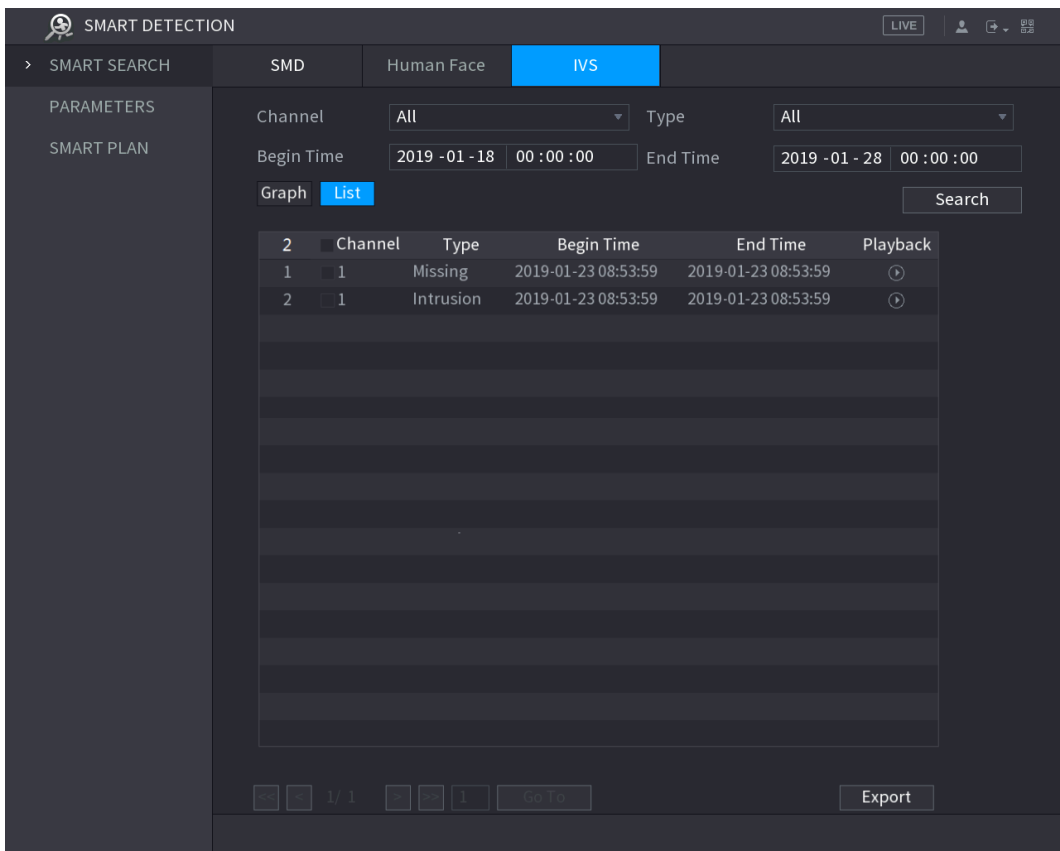 SMART DETECTION LIVE
SMART SEARCH SMD Human Face IVS
PARAMETERS
SMART PLAN
Channel All Type All
Begin Time 2019 -01 -18 00 :00 : 00 End Time 2019 -01 - 28 00 : 00 : 00
Graph List
Search
2 Channel Type Begin Time End Time Playback
1 1 Missing 2019-01-23 08:53:59 2019-01-23 08:53:59
2 1 Intrusion 2019-01-23 08:53:59 2019-01-23 08:53:59
<< < 1/ 1 > >> 1 Go To Export